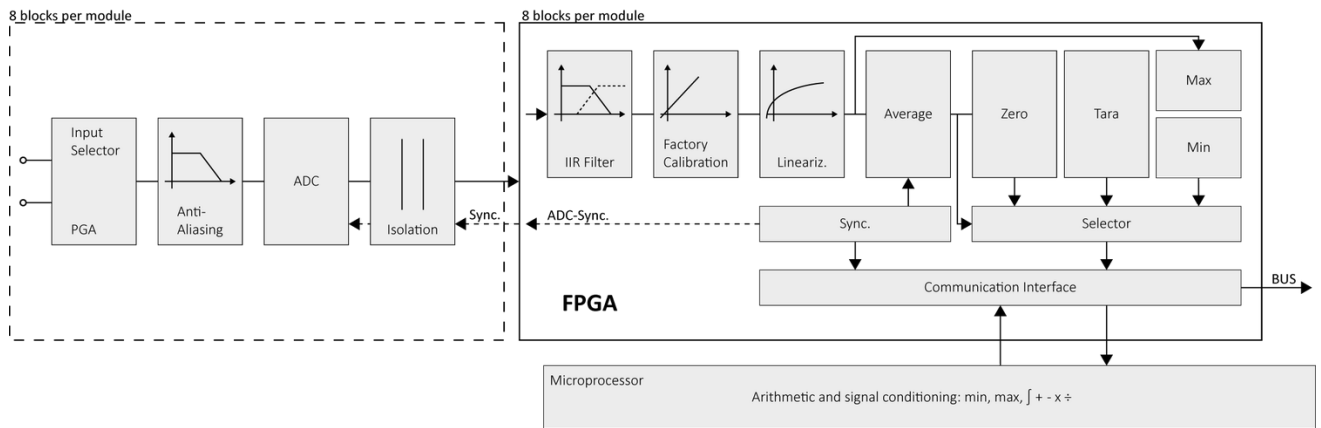 8 blocks per module
Input
Selector
PGA
Anti-
Aliasing
ADC
Isolation
Sync.
8 blocks per module
IIR Filter
Factory
Calibration
Lineariz.
Average
Zero
Tara
Max
Min
ADC-Sync.
Sync.
Selector
Communication Interface
BUS
FPGA
Microprocessor
Arithmetic and signal conditioning: min, max, ∫ + - x ÷